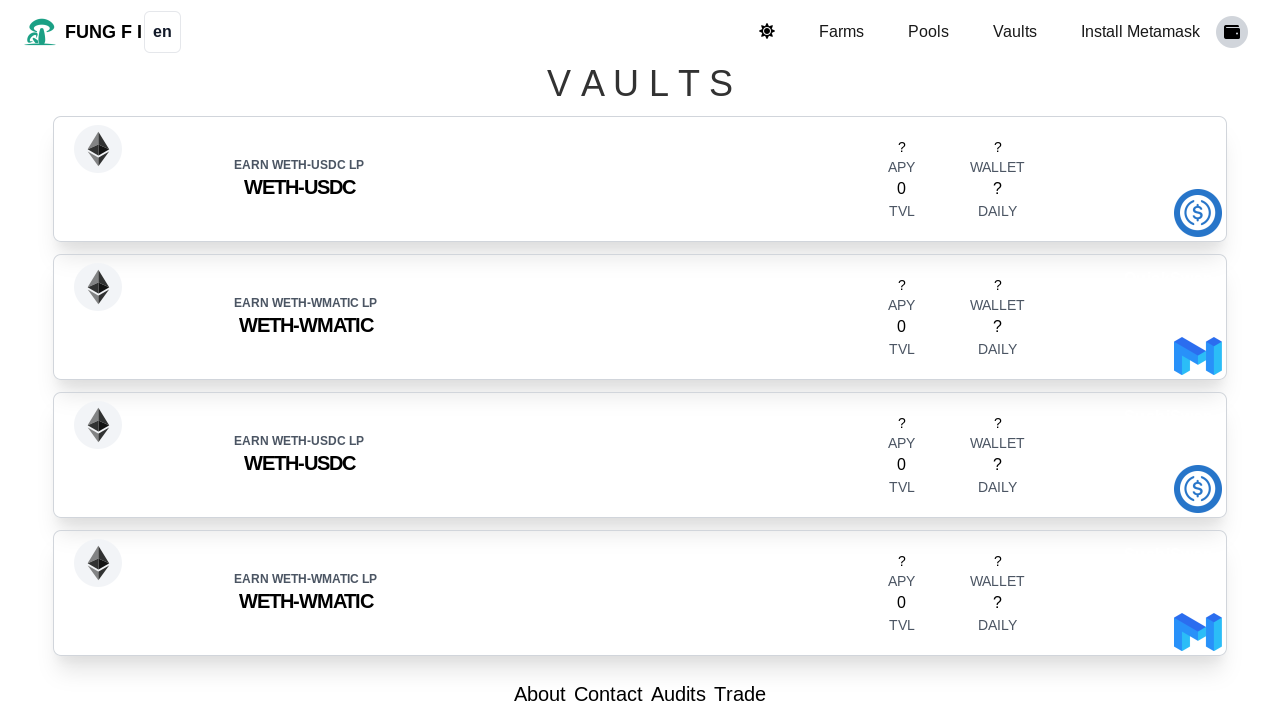 FUNG F I en Farms Pools Vaults Install Metamask
VAULTS
EARN WETH-USDC LP
WETH-USDC
? ?
APY WALLET
0 ?
TVL DAILY
EARN WETH-WMATIC LP
WETH-WMATIC
? ?
APY WALLET
0 ?
TVL DAILY
EARN WETH-USDC LP
WETH-USDC
? ?
APY WALLET
0 ?
TVL DAILY
EARN WETH-WMATIC LP
WETH-WMATIC
? ?
APY WALLET
0 ?
TVL DAILY
About Contact Audits Trade